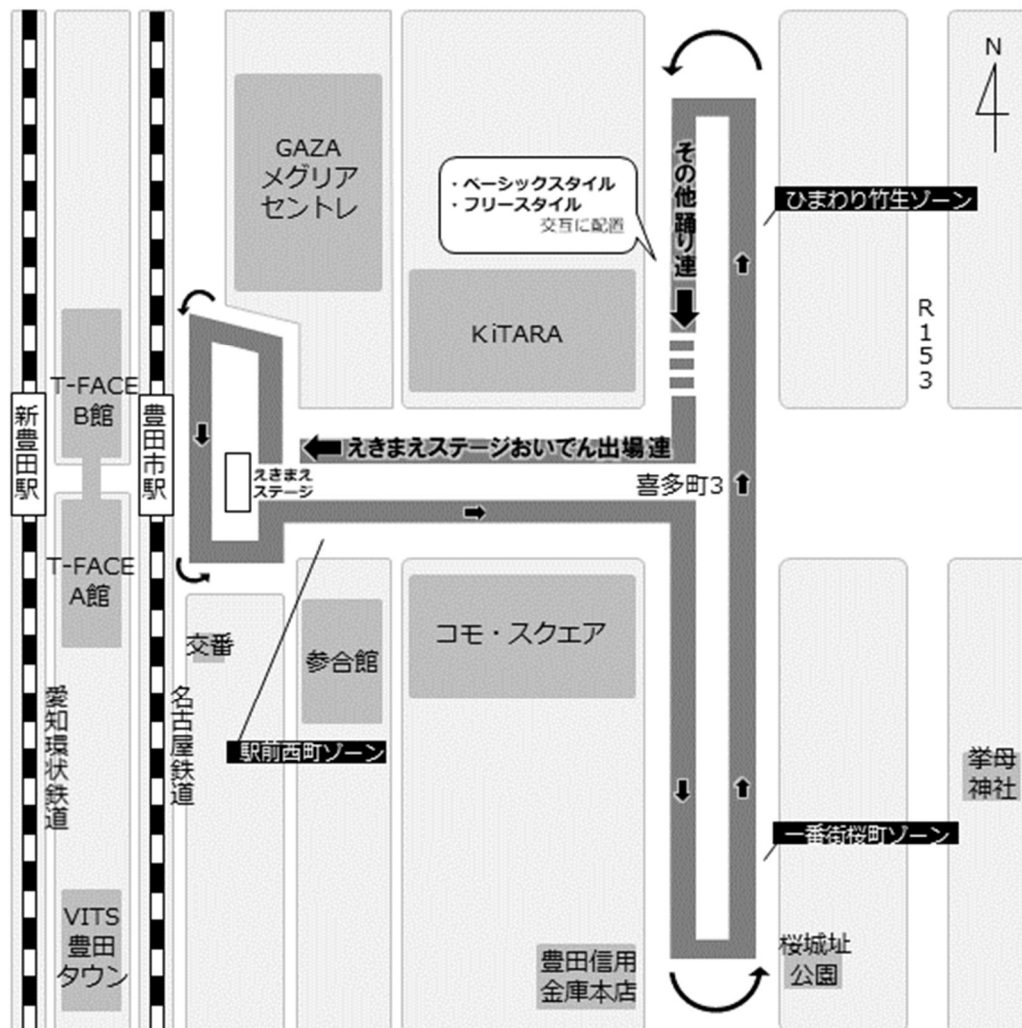 N
GAZA
メグリア
セントレ
・ベーシックスタイル
・フリースタイル
交互に配置
その他踊り連
ひまわり竹生ゾーン
R153
KiTARA
T-FACE
B館
新豊田駅
豊田市駅
えきまえステージおいでん出場連
えきまえ
ステージ
喜多町3
T-FACE
A館
コモ・スクエア
交番
参合館
愛知環状鉄道
名古屋鉄道
駅前西町ゾーン
挙母
神社
一番街桜町ゾーン
VITS
豊田
タウン
豊田信用
金庫本店
桜城址
公園